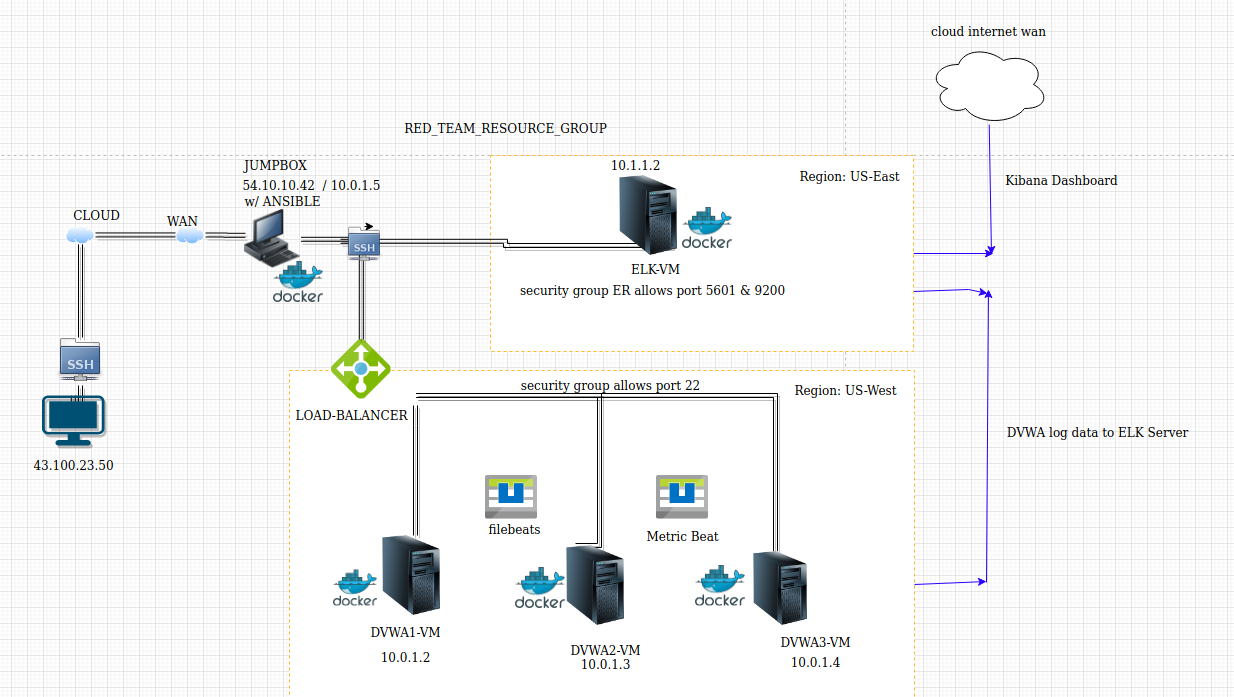 cloud internet wan
RED_TEAM_RESOURCE_GROUP
JUMPBOX
54.10.10.42 / 10.0.1.5
w/ ANSIBLE
10.1.1.2
Region: US-East
Kibana Dashboard
CLOUD
WAN
SSH
docker
docker
ELK-VM
security group ER allows port 5601 & 9200
SSH
43.100.23.50
LOAD-BALANCER
security group allows port 22
Region: US-West
DVWA log data to ELK Server
filebeats
Metric Beat
docker
docker
docker
DVWA1-VM
10.0.1.2
DVWA2-VM
10.0.1.3
DVWA3-VM
10.0.1.4